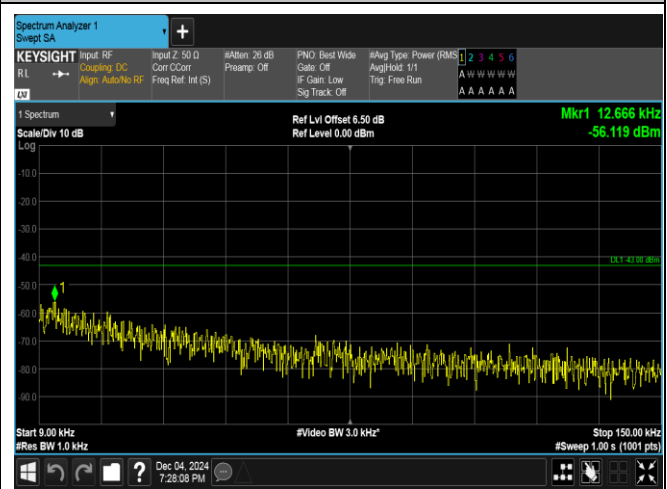 Spectrum Analyzer 1
Swept SA
+
KEYSIGHT Input: RF
RL Coupling: DC
Align: Auto/No RF
LXI
Input Z: 50 Ω
Corr CCorr
Freq Ref: Int (S)
#Atten: 26 dB
Preamp: Off
PNO: Best Wide
Gate: Off
IF Gain: Low
Sig Track: Off
#Avg Type: Power (RMS
Avg|Hold: 1/1
Trig: Free Run
1 2 3 4 5 6
A W W W W W
A A A A A A
1 Spectrum
Scale/Div 10 dB
Log
Ref Lvl Offset 6.50 dB
Ref Level 0.00 dBm
Mkr1 12.666 kHz
-56.119 dBm
-10.0
-20.0
-30.0
-40.0
-50.0
-60.0
-70.0
-80.0
-90.0
DL1 -43.00 dBm
1
Start 9.00 kHz
#Res BW 1.0 kHz
#Video BW 3.0 kHz*
Stop 150.00 kHz
#Sweep 1.00 s (1001 pts)
?
Dec 04, 2024
7:28:08 PM